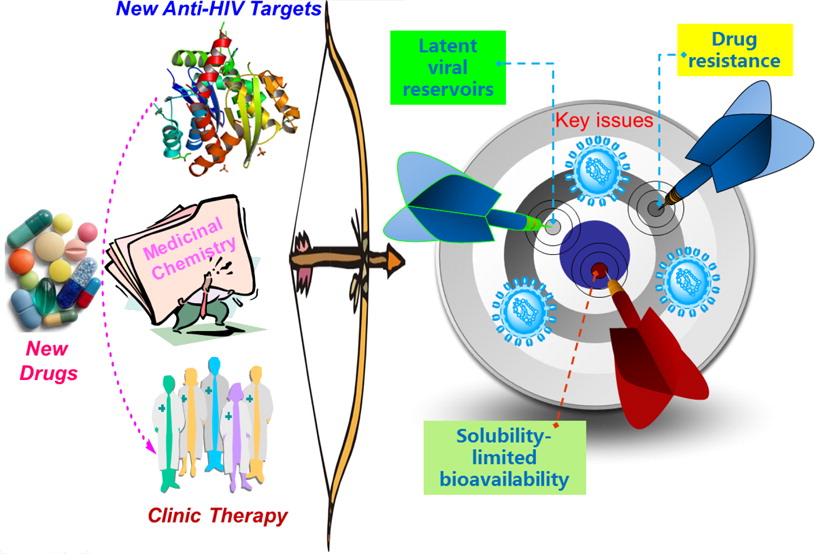 New Anti-HIV Targets
Latent
viral
reservoirs
Drug
resistance
Key issues
Medicinal
Chemistry
New
Drugs
Solubility-
limited
bioavailability
Clinic Therapy